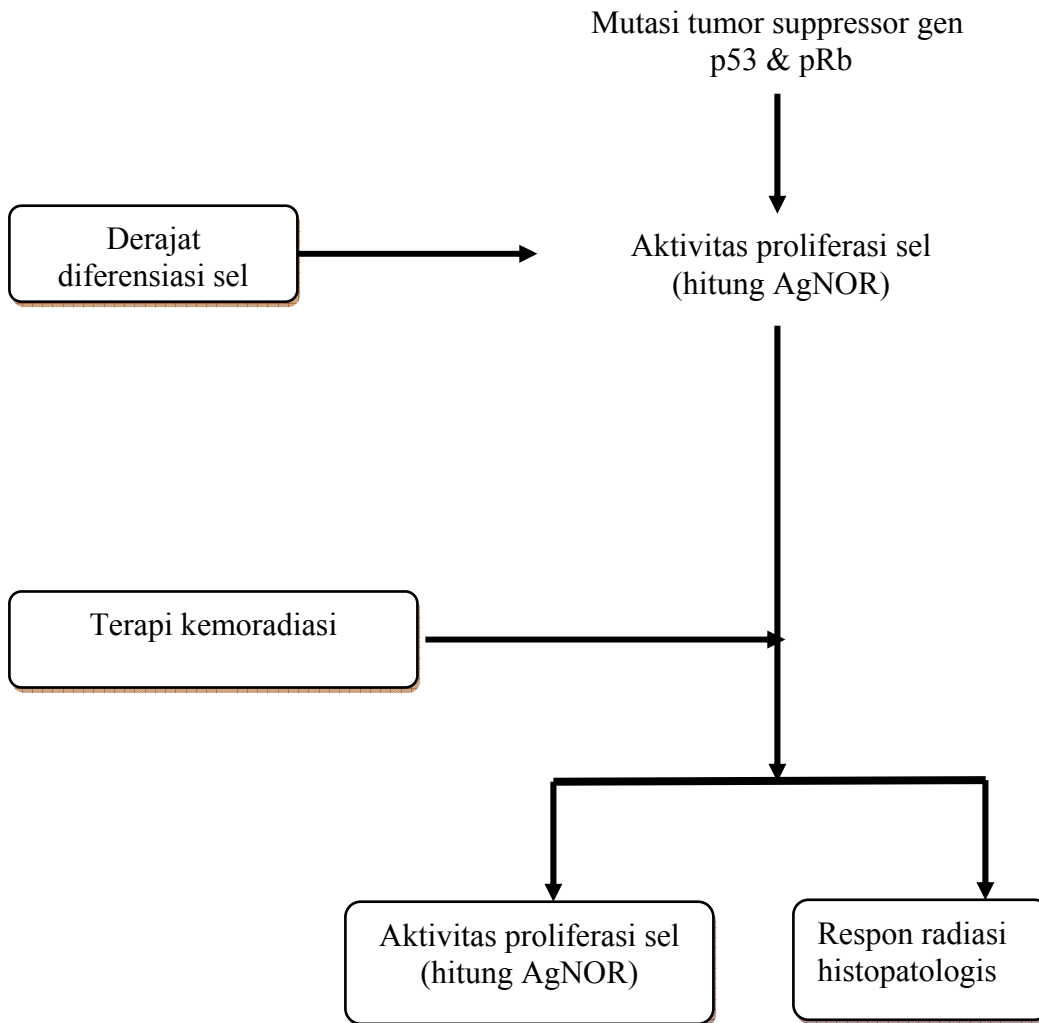 Mutasi tumor suppressor gen
p53 & pRb
Derajat
diferensiasi sel
Aktivitas proliferasi sel
(hitung AgNOR)
Terapi kemoradiasi
Aktivitas proliferasi sel
(hitung AgNOR)
Respon radiasi
histopatologis